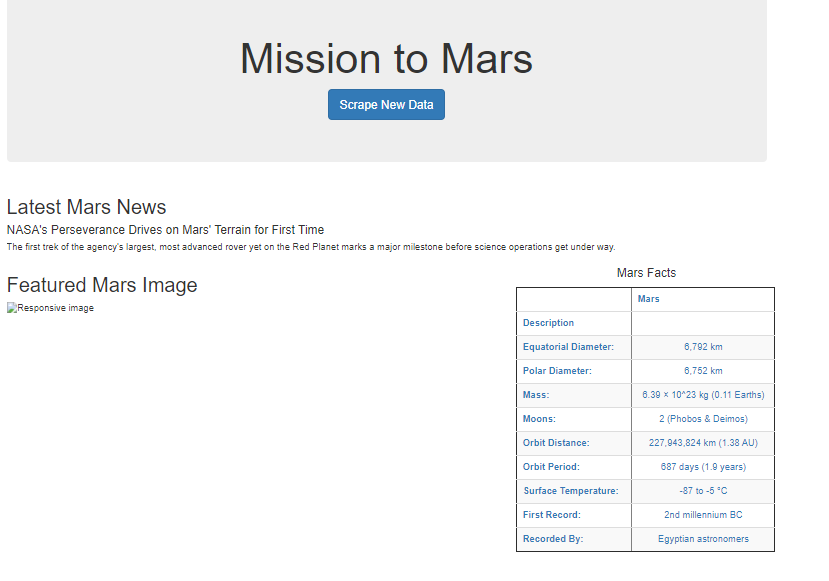 Mission to Mars
Scrape New Data
Latest Mars News
NASA's Perseverance Drives on Mars' Terrain for First Time
The first trek of the agency's largest, most advanced rover yet on the Red Planet marks a major milestone before science operations get under way.
Featured Mars Image
Responsive image
Mars Facts
Mars
Description
Equatorial Diameter: 6,792 km
Polar Diameter: 6,752 km
Mass: 6.39 × 10^23 kg (0.11 Earths)
Moons: 2 (Phobos & Deimos)
Orbit Distance: 227,943,824 km (1.38 AU)
Orbit Period: 687 days (1.9 years)
Surface Temperature: -87 to -5 °C
First Record: 2nd millennium BC
Recorded By: Egyptian astronomers